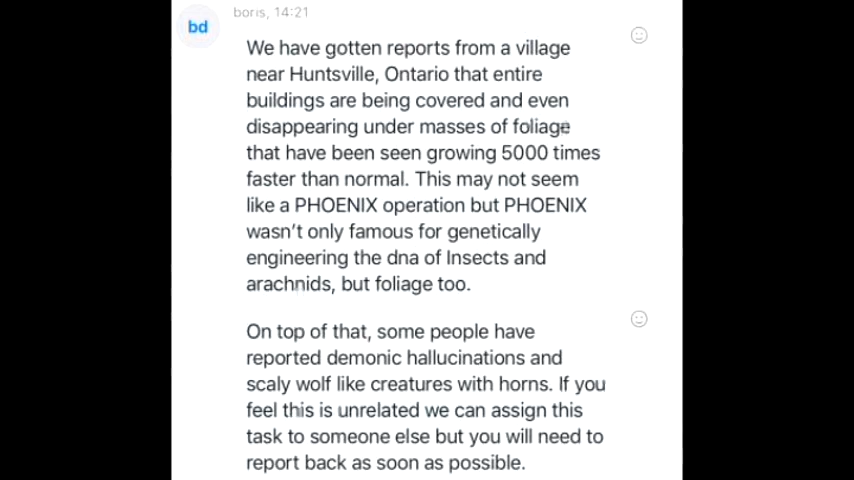 boris, 14:21
bd
We have gotten reports from a village
near Huntsville, Ontario that entire
buildings are being covered and even
disappearing under masses of foliage
that have been seen growing 5000 times
faster than normal. This may not seem
like a PHOENIX operation but PHOENIX
wasn't only famous for genetically
engineering the dna of Insects and
arachnids, but foliage too.
On top of that, some people have
reported demonic hallucinations and
scaly wolf like creatures with horns. If you
feel this is unrelated we can assign this
task to someone else but you will need to
report back as soon as possible.